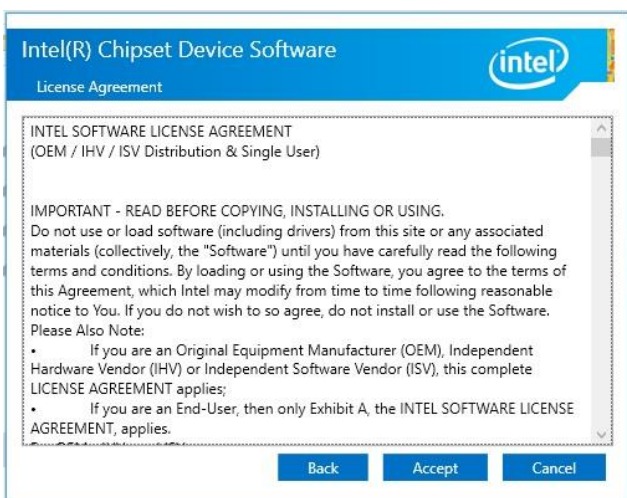 Intel(R) Chipset Device Software
intel
License Agreement
INTEL SOFTWARE LICENSE AGREEMENT
(OEM / IHV / ISV Distribution & Single User)
IMPORTANT - READ BEFORE COPYING, INSTALLING OR USING.
Do not use or load software (including drivers) from this site or any associated
materials (collectively, the "Software") until you have carefully read the following
terms and conditions. By loading or using the Software, you agree to the terms of
this Agreement, which Intel may modify from time to time following reasonable
notice to You. If you do not wish to so agree, do not install or use the Software.
Please Also Note:
• If you are an Original Equipment Manufacturer (OEM), Independent
Hardware Vendor (IHV) or Independent Software Vendor (ISV), this complete
LICENSE AGREEMENT applies;
• If you are an End-User, then only Exhibit A, the INTEL SOFTWARE LICENSE
AGREEMENT, applies.
Back Accept Cancel